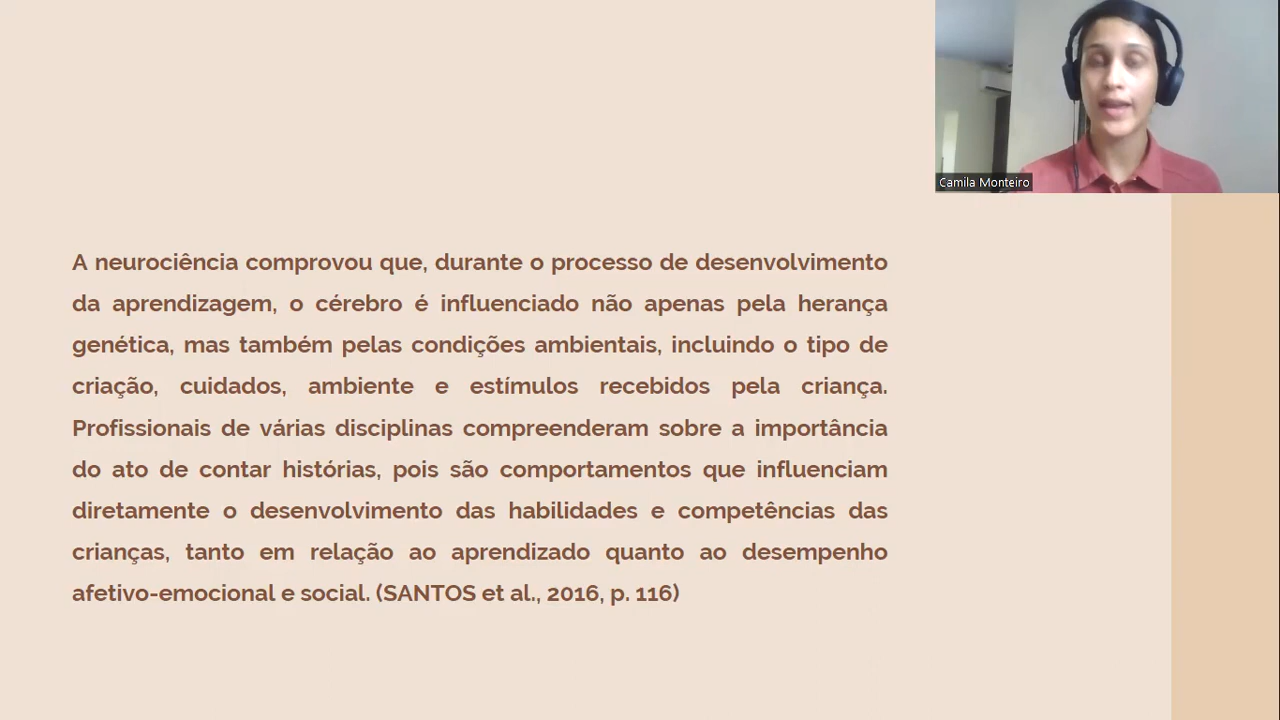 Camila Monteiro
A neurociência comprovou que, durante o processo de desenvolvimento
da aprendizagem, o cérebro é influenciado não apenas pela herança
genética, mas também pelas condições ambientais, incluindo o tipo de
criação, cuidados, ambiente e estímulos recebidos pela criança.
Profissionais de várias disciplinas compreenderam sobre a importância
do ato de contar histórias, pois são comportamentos que influenciam
diretamente o desenvolvimento das habilidades e competências das
crianças, tanto em relação ao aprendizado quanto ao desempenho
afetivo-emocional e social. (SANTOS et al., 2016, p. 116)